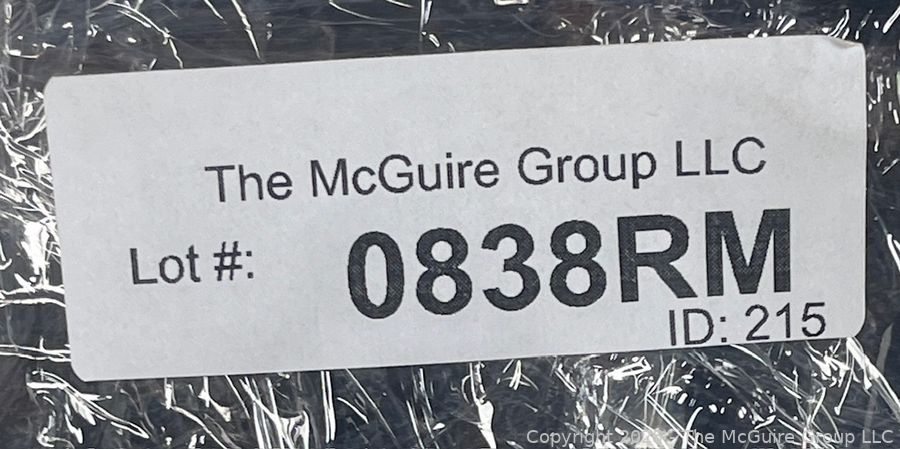 The McGuire Group LLC
Lot #: 0838RM
ID: 215
Copyright The McGuire Group LLC